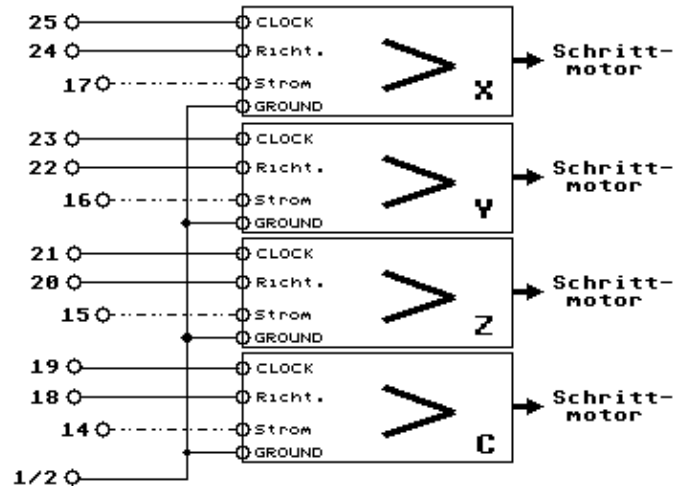 25 CLOCK
24 Richt. Schritt-
motor
17 Strom X
GROUND
23 CLOCK
22 Richt. Schritt-
motor
16 Strom Y
GROUND
21 CLOCK
20 Richt. Schritt-
motor
15 Strom Z
GROUND
19 CLOCK
18 Richt. Schritt-
motor
14 Strom C
GROUND
1/2